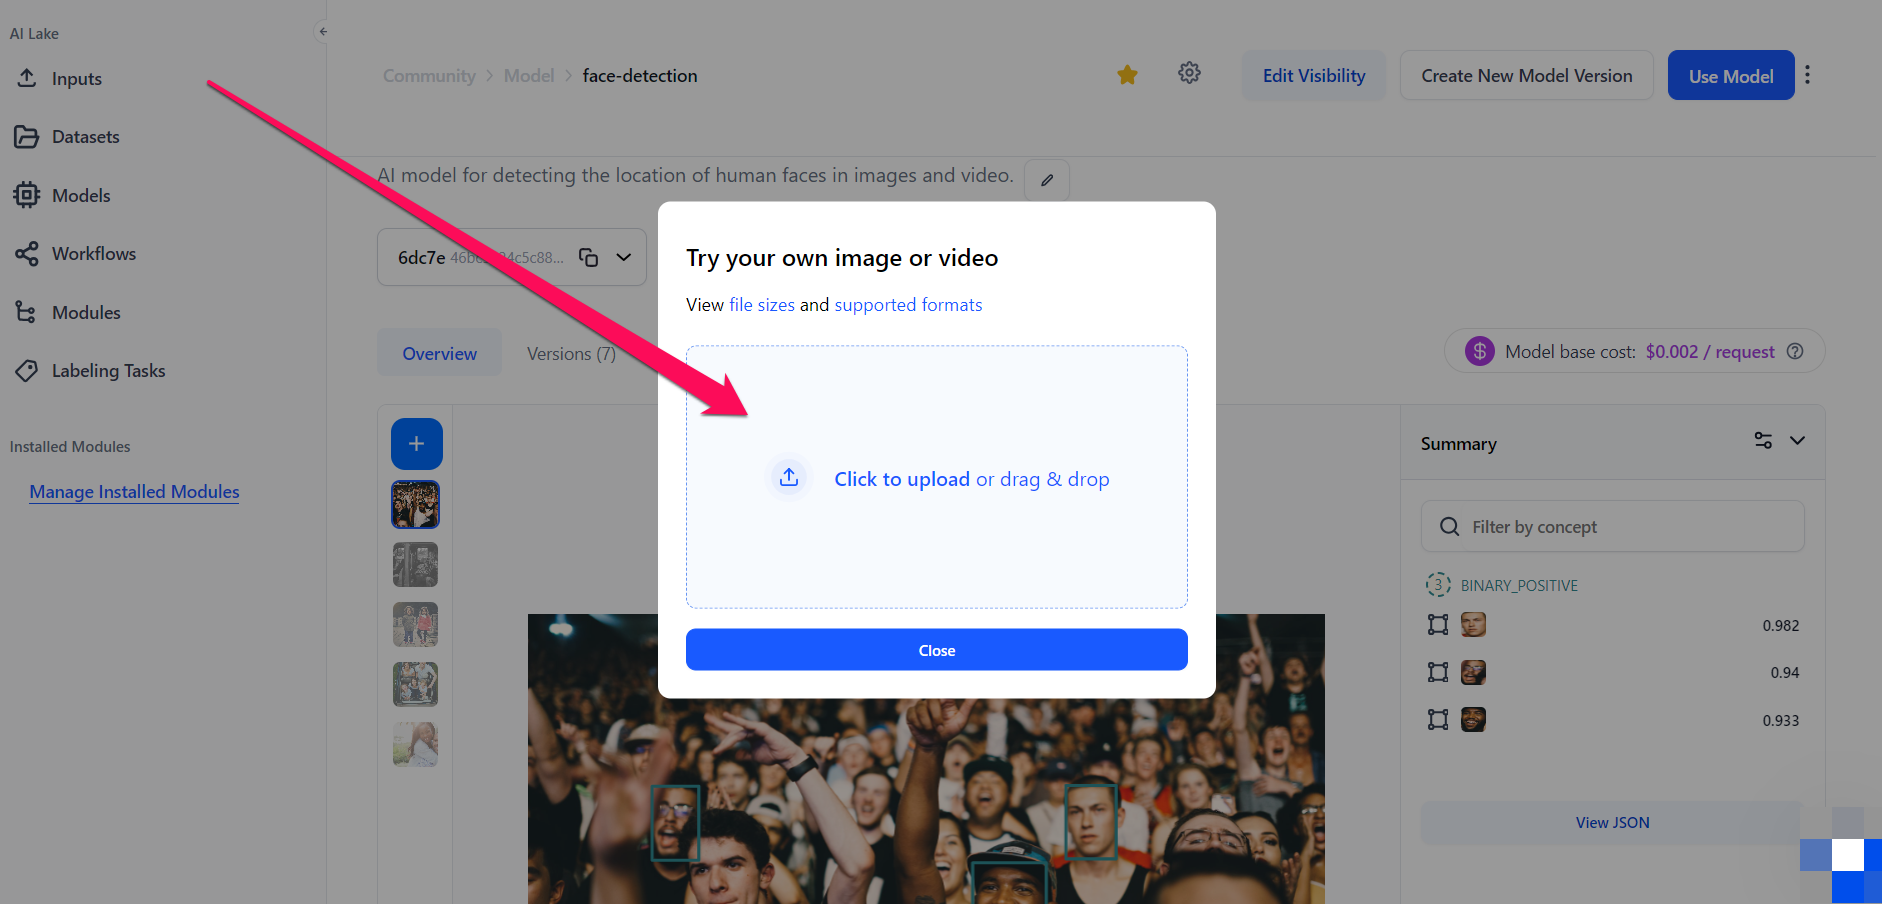 AI Lake
Inputs
Datasets
Models
Workflows
Modules
Labeling Tasks
Installed Modules
Manage Installed Modules
Community > Model > face-detection
Edit Visibility
Create New Model Version
Use Model
AI model for detecting the location of human faces in images and video.
6dc7e
Overview
Versions (7)
Model base cost: $0.002 / request
Try your own image or video
View file sizes and supported formats
Click to upload or drag & drop
Close
Summary
Filter by concept
3 BINARY_POSITIVE
0.982
0.94
0.933
View JSON